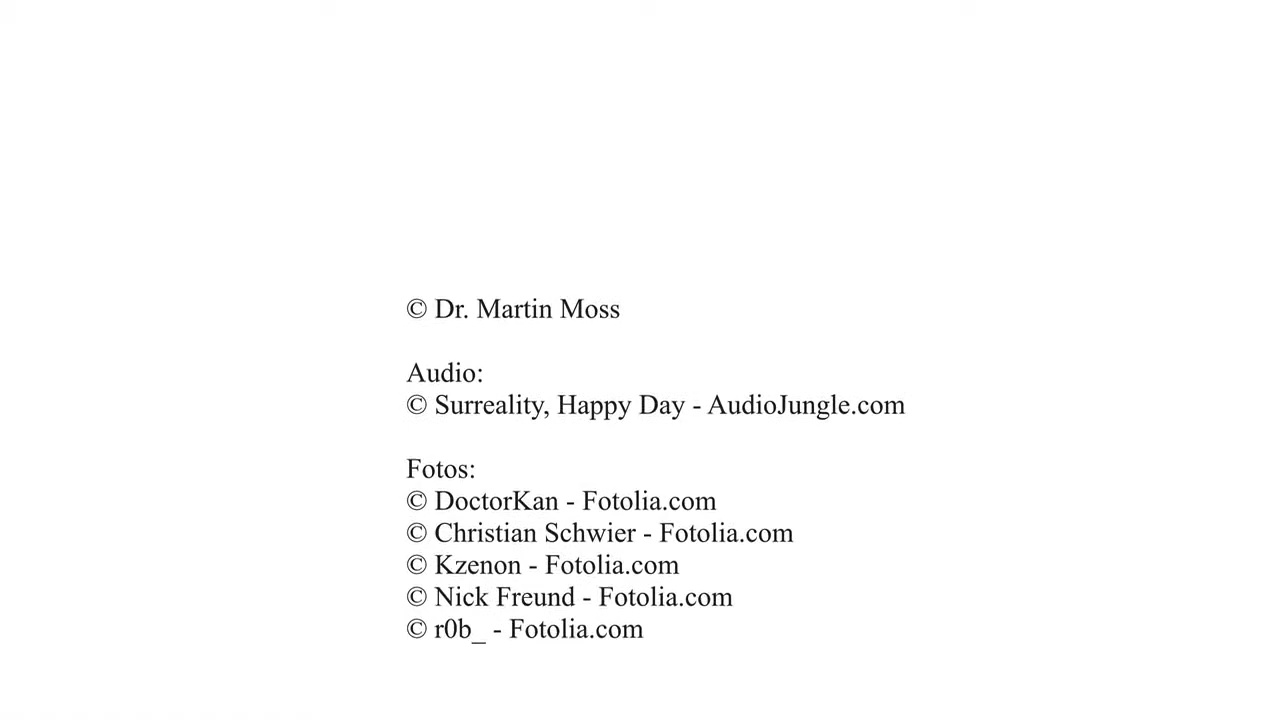 © Dr. Martin Moss
Audio:
© Surreality, Happy Day - AudioJungle.com
Fotos:
© DoctorKan - Fotolia.com
© Christian Schwier - Fotolia.com
© Kzenon - Fotolia.com
© Nick Freund - Fotolia.com
© r0b_ - Fotolia.com